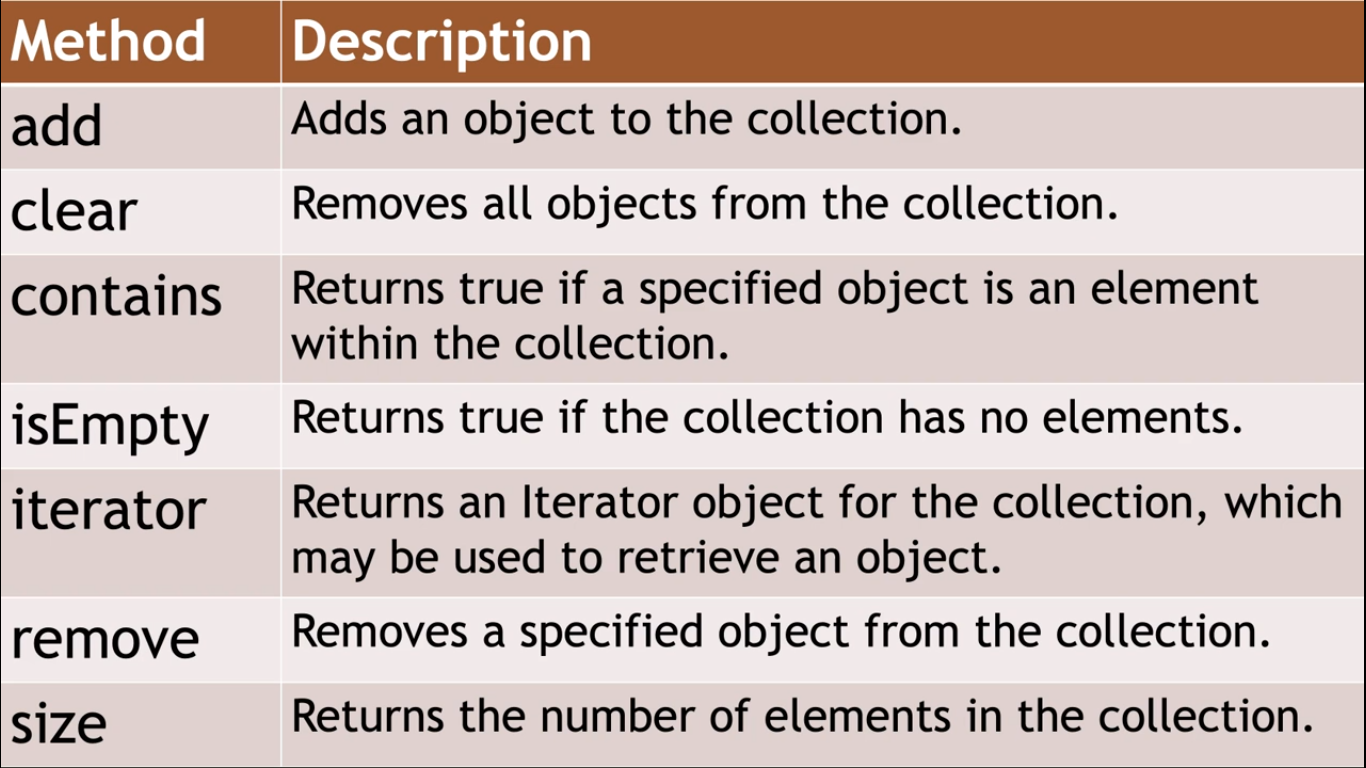 Method Description
add Adds an object to the collection.
clear Removes all objects from the collection.
contains Returns true if a specified object is an element
within the collection.
isEmpty Returns true if the collection has no elements.
iterator Returns an Iterator object for the collection, which
may be used to retrieve an object.
remove Removes a specified object from the collection.
size Returns the number of elements in the collection.